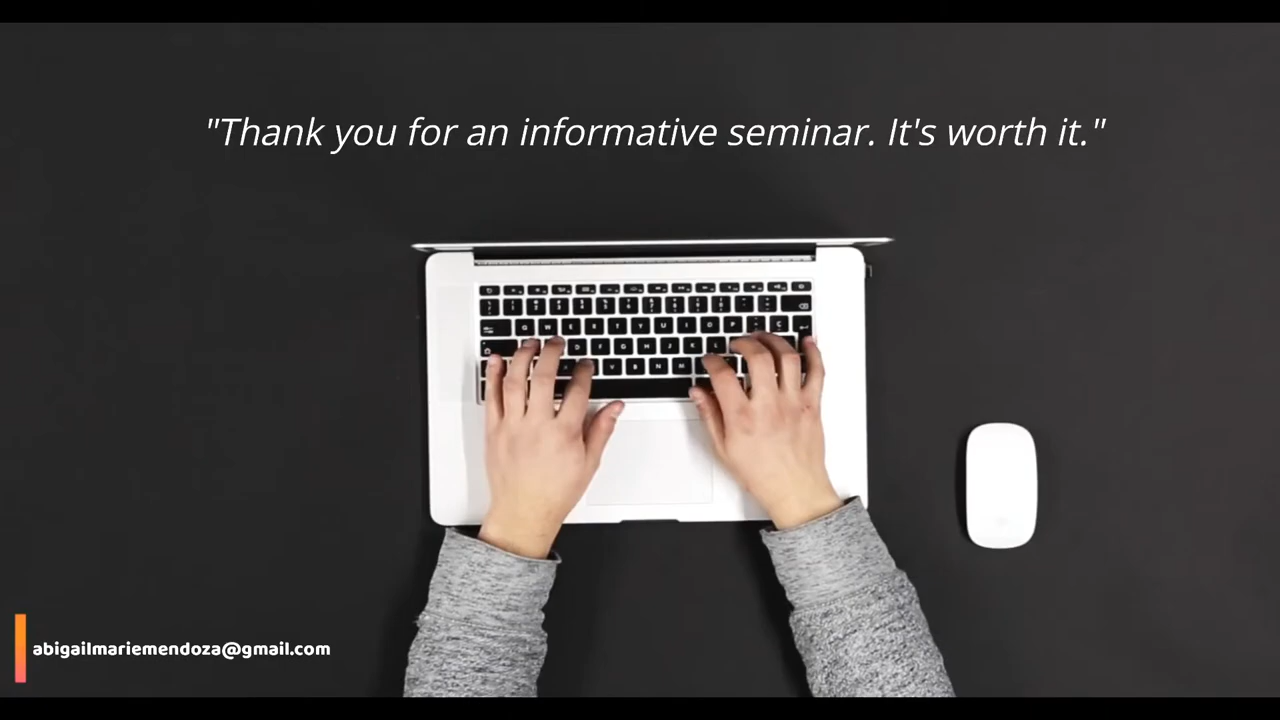 "Thank you for an informative seminar. It's worth it."
abigailmariemendoza@gmail.com